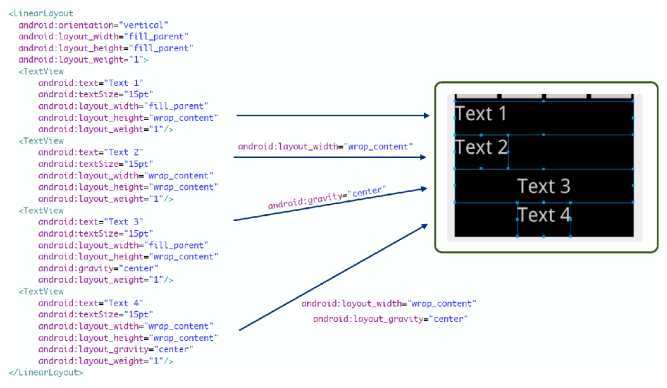 <LinearLayout
android:orientation="vertical"
android:layout_width="fill_parent"
android:layout_height="fill_parent"
android:layout_weight="1">
<TextView
android:text="Text 1"
android:textSize="15pt"
android:layout_width="fill_parent"
android:layout_height="wrap_content"
android:layout_weight="1"/>
<TextView
android:text="Text 2"
android:textSize="15pt"
android:layout_width="wrap_content"
android:layout_height="wrap_content"
android:layout_weight="1"/>
<TextView
android:text="Text 3"
android:textSize="15pt"
android:layout_width="fill_parent"
android:layout_height="wrap_content"
android:gravity="center"
android:layout_weight="1"/>
<TextView
android:text="Text 4"
android:textSize="15pt"
android:layout_width="wrap_content"
android:layout_height="wrap_content"
android:layout_gravity="center"
android:layout_weight="1"/>
</LinearLayout>
android:layout_width="wrap_content"
android:gravity="center"
android:layout_width="wrap_content"
android:layout_gravity="center"
Text 1
Text 2
Text 3
Text 4